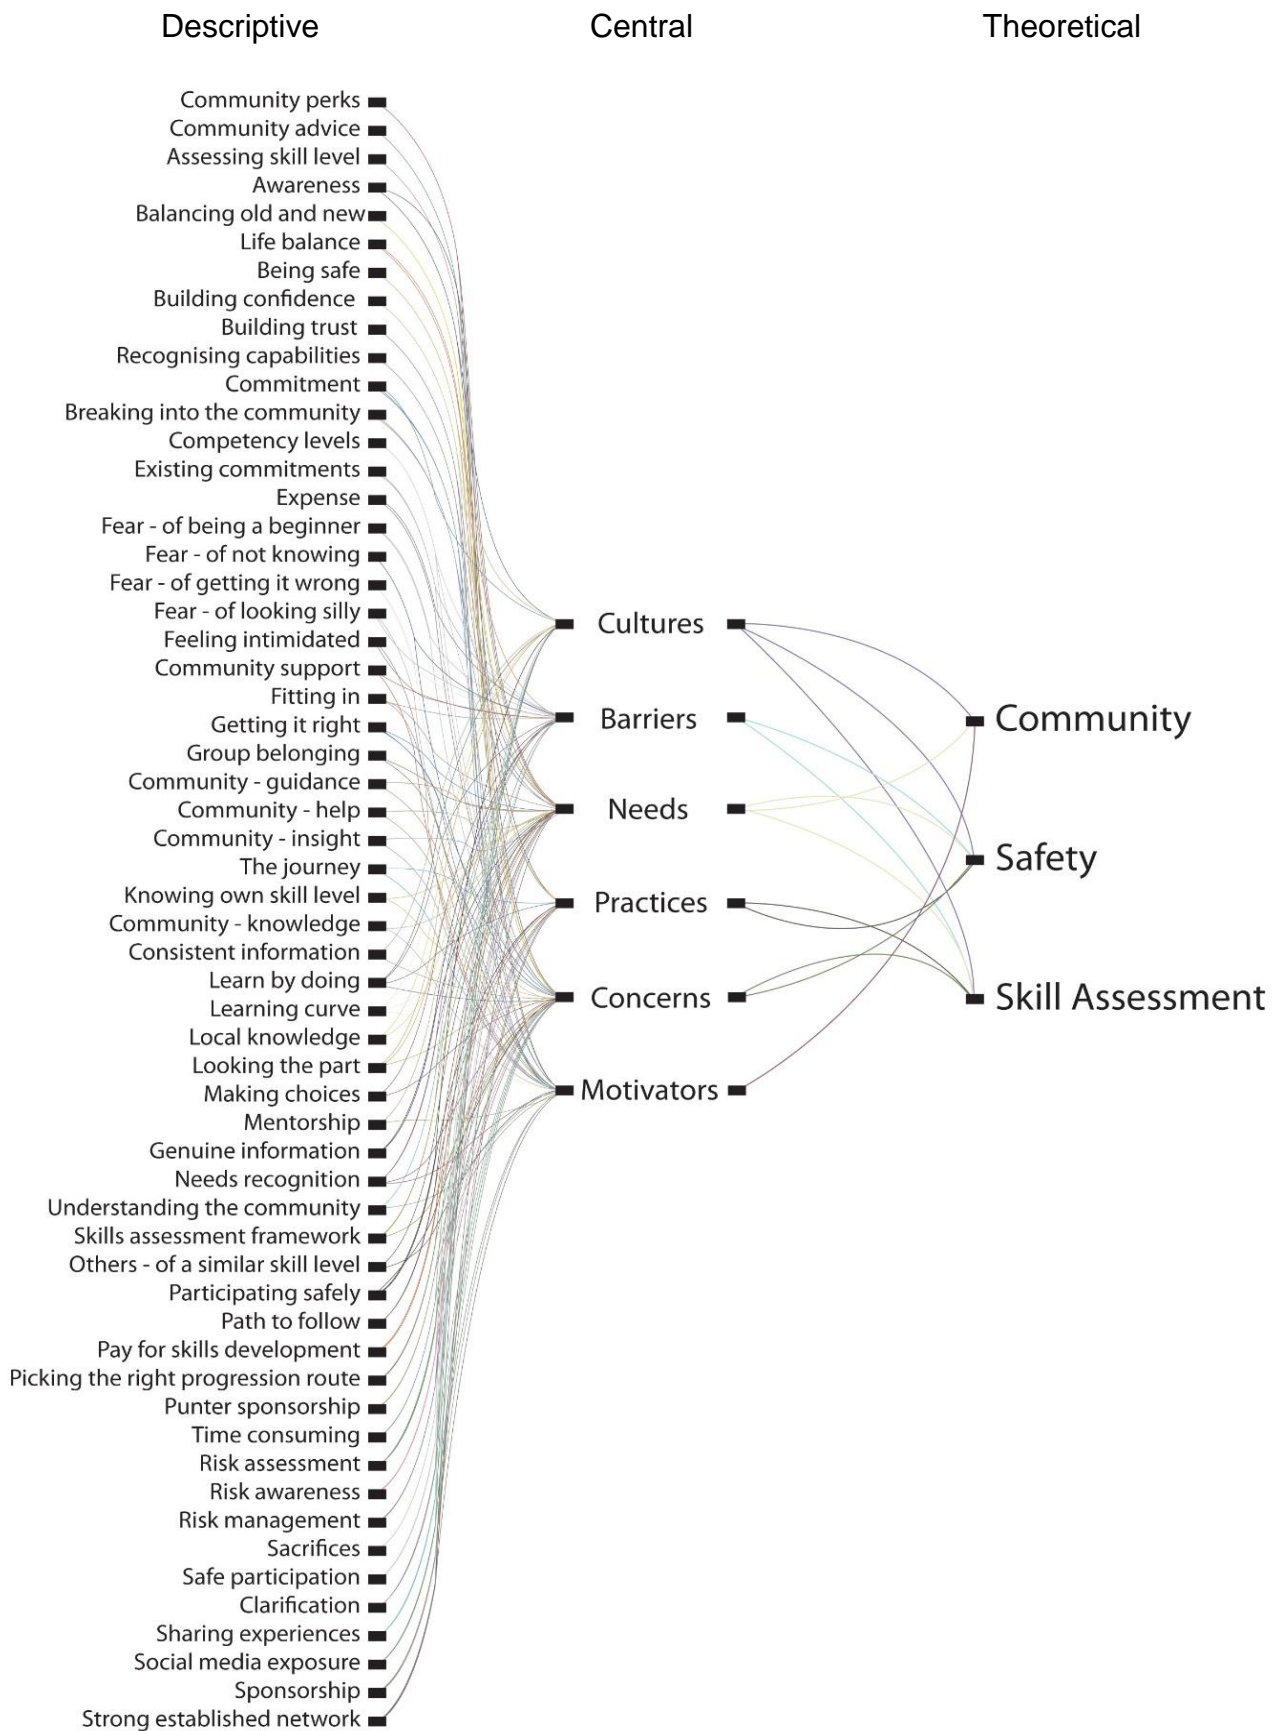 Descriptive Central Theoretical
Community perks
Community advice
Assessing skill level
Awareness
Balancing old and new
Life balance
Being safe
Building confidence
Building trust
Recognising capabilities
Commitment
Breaking into the community
Competency levels
Existing commitments
Expense
Fear - of being a beginner
Fear - of not knowing
Fear - of getting it wrong
Fear - of looking silly
Feeling intimidated
Community support
Fitting in
Getting it right
Group belonging
Community - guidance
Community - help
Community - insight
The journey
Knowing own skill level
Community - knowledge
Consistent information
Learn by doing
Learning curve
Local knowledge
Looking the part
Making choices
Mentorship
Genuine information
Needs recognition
Understanding the community
Skills assessment framework
Others - of a similar skill level
Participating safely
Path to follow
Pay for skills development
Picking the right progression route
Punter sponsorship
Time consuming
Risk assessment
Risk awareness
Risk management
Sacrifices
Safe participation
Clarification
Sharing experiences
Social media exposure
Sponsorship
Strong established network
Cultures
Barriers
Needs
Practices
Concerns
Motivators
Community
Safety
Skill Assessment